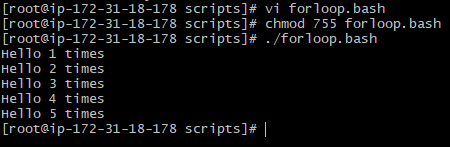 [root@ip-172-31-18-178 scripts]# vi forloop.bash
[root@ip-172-31-18-178 scripts]# chmod 755 forloop.bash
[root@ip-172-31-18-178 scripts]# ./forloop.bash
Hello 1 times
Hello 2 times
Hello 3 times
Hello 4 times
Hello 5 times
[root@ip-172-31-18-178 scripts]#